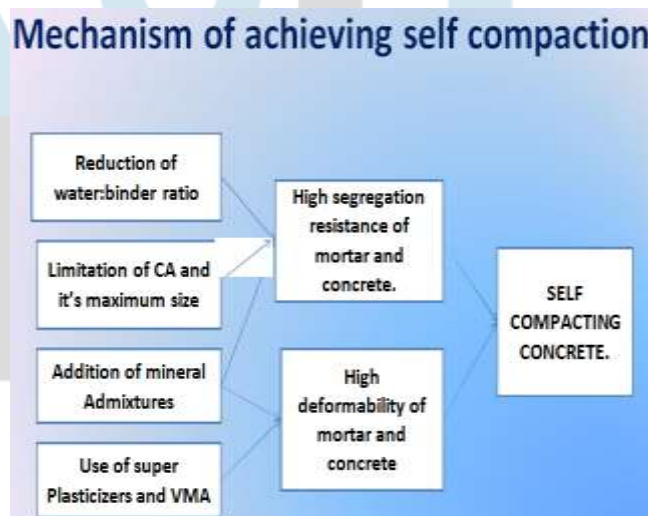 Mechanism of achieving self compaction
Reduction of
water:binder ratio
Limitation of CA and
it's maximum size
Addition of mineral
Admixtures
Use of super
Plasticizers and VMA
High segregation
resistance of
mortar and
concrete.
High
deformability of
mortar and
concrete
SELF
COMPACTING
CONCRETE.